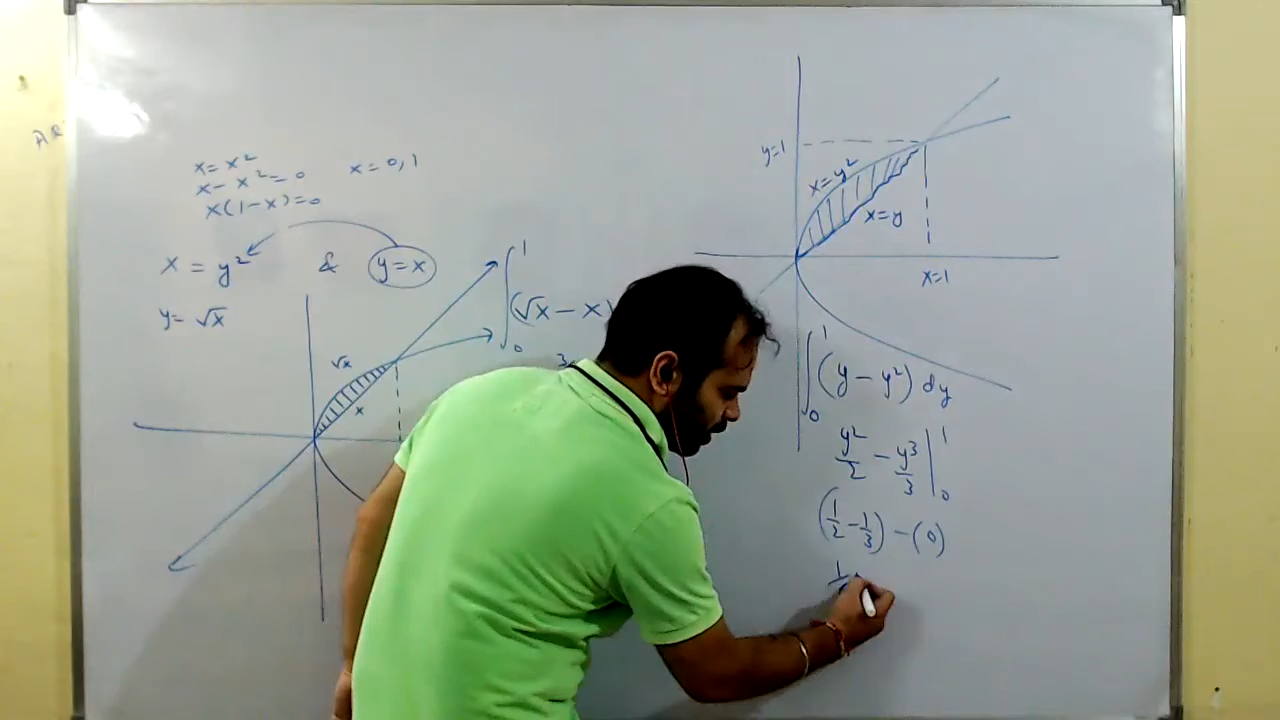 x = x²
x - x² = 0
x(1-x) = 0
x = 0, 1
x = y² & y = x
y = √x
√x
x
∫₀¹ (√x - x)
y=1
x = y²
x = y
x=1
∫₀¹ (y - y²) dy
y²/2 - y³/3 |₀¹
(1/2 - 1/3) - (0)